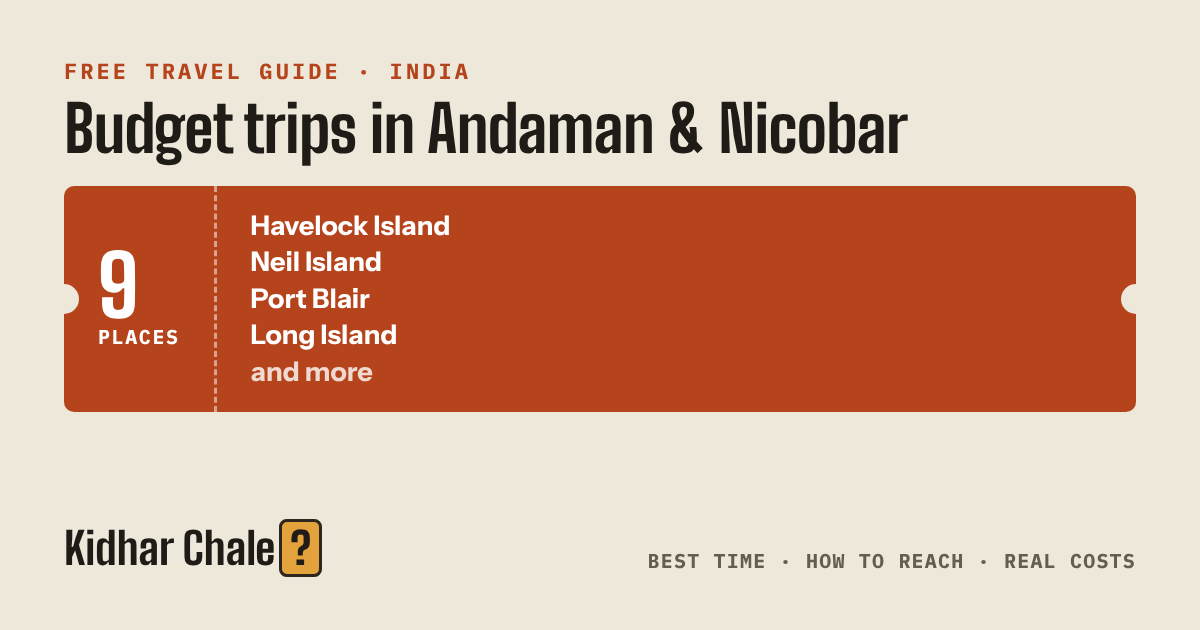 FREE TRAVEL GUIDE · INDIA
Budget trips in Andaman & Nicobar
9
PLACES
Havelock Island
Neil Island
Port Blair
Long Island
and more
Kidhar Chale ?
BEST TIME · HOW TO REACH · REAL COSTS